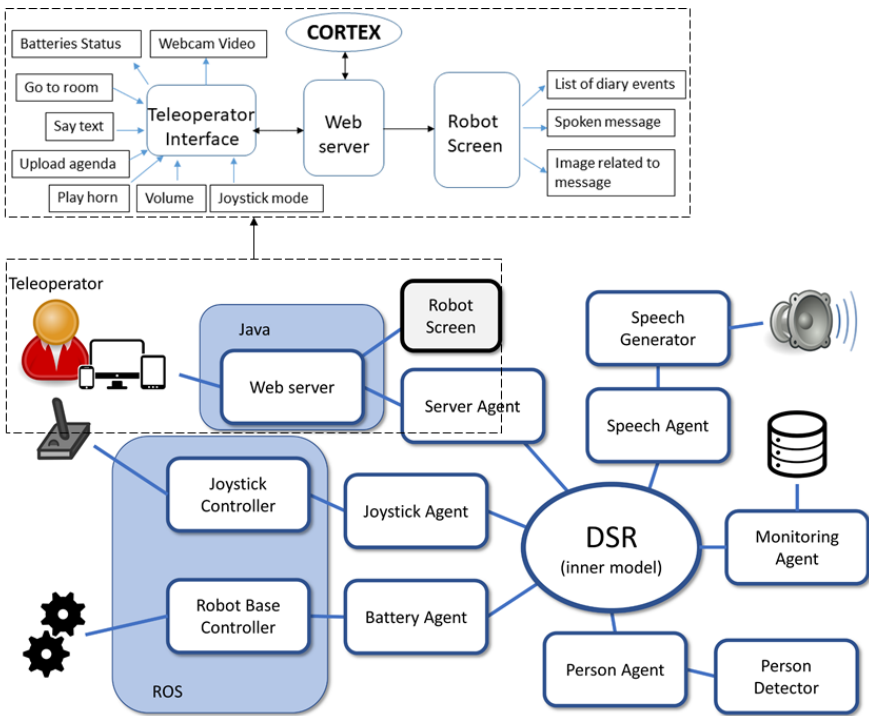 CORTEX
Batteries Status
Webcam Video
Go to room
Say text
Upload agenda
Play horn
Volume
Joystick mode
Teleoperator
Interface
Web
server
Robot
Screen
List of diary events
Spoken message
Image related to
message
Teleoperator
Java
Web server
Robot
Screen
Server Agent
Speech
Generator
Speech Agent
Joystick
Controller
Joystick Agent
DSR
(inner model)
Monitoring
Agent
Robot Base
Controller
Battery Agent
ROS
Person Agent
Person
Detector